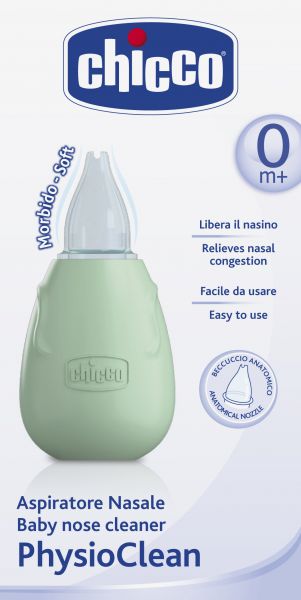 chicco
0
m+
Morbido - Soft
Libera il nasino
Relieves nasal
congestion
Facile da usare
Easy to use
BECCUCCIO ANATOMICO
ANATOMICAL NOZZLE
chicco
Aspiratore Nasale
Baby nose cleaner
PhysioClean